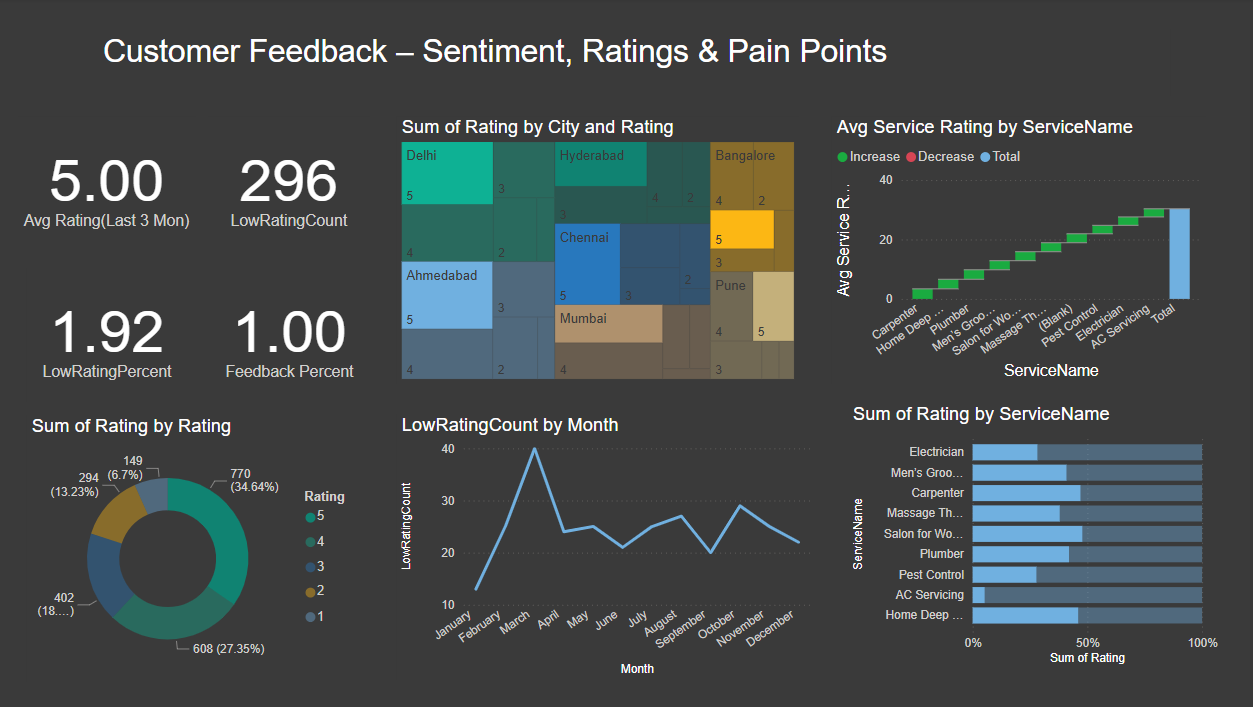 Customer Feedback – Sentiment, Ratings & Pain Points
5.00
Avg Rating(Last 3 Mon)
296
LowRatingCount
1.92
LowRatingPercent
1.00
Feedback Percent
Sum of Rating by City and Rating
Delhi
5
3
4
2
Ahmedabad
5
3
4
2
Hyderabad
4
2
3
Chennai
5
3
2
Mumbai
4
Bangalore
4
2
5
3
Pune
4
5
3
Avg Service Rating by ServiceName
Increase
Decrease
Total
Avg Service R...
40
20
0
Carpenter
Home Deep ...
Plumber
Men's Groo...
Salon for Wo...
Massage Th...
(Blank)
Pest Control
Electrician
AC Servicing
Total
ServiceName
Sum of Rating by Rating
149
(6.7%)
294
(13.23%)
770
(34.64%)
402
(18....)
608 (27.35%)
Rating
5
4
3
2
1
LowRatingCount by Month
LowRatingCount
40
30
20
10
January
February
March
April
May
June
July
August
September
October
November
December
Month
Sum of Rating by ServiceName
ServiceName
Electrician
Men's Groo...
Carpenter
Massage Th...
Salon for Wo...
Plumber
Pest Control
AC Servicing
Home Deep ...
0%
50%
100%
Sum of Rating